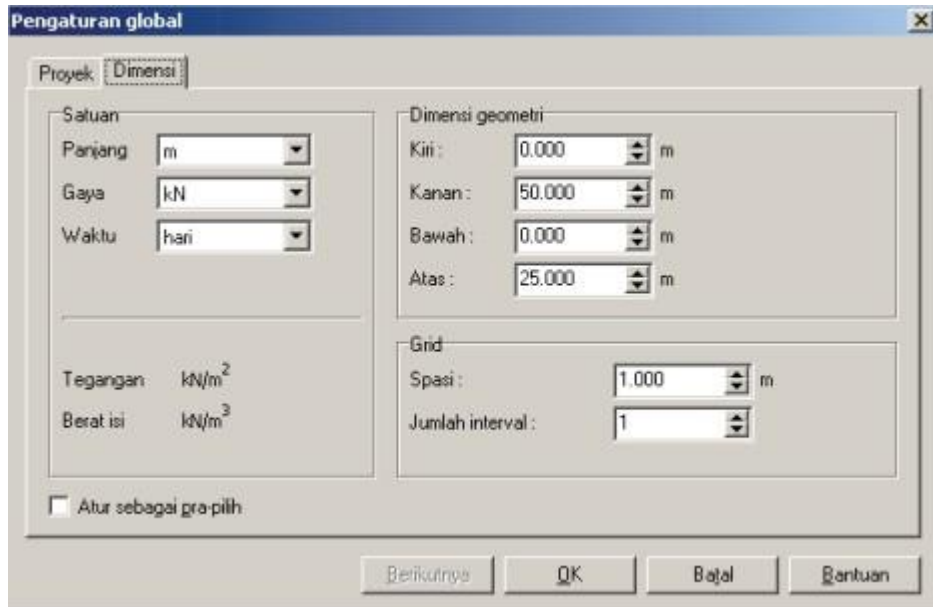 Pengaturan global
Proyek Dimensi
Satuan
Panjang m
Gaya kN
Waktu hari
Tegangan kN/m²
Berat isi kN/m³
Dimensi geometri
Kiri : 0.000 m
Kanan : 50.000 m
Bawah : 0.000 m
Atas : 25.000 m
Grid
Spasi : 1.000 m
Jumlah interval : 1
Atur sebagai pra-pilih
Berikutnya OK Batal Bantuan